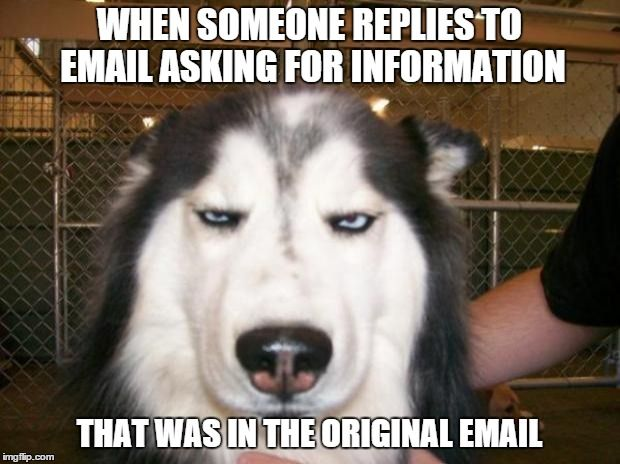 WHEN SOMEONE REPLIES TO
EMAIL ASKING FOR INFORMATION
THAT WAS IN THE ORIGINAL EMAIL
imgflip.com